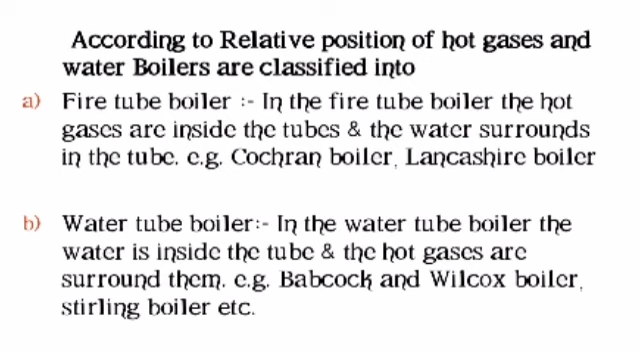 According to Relative position of hot gases and
water Boilers are classified into
a) Fire tube boiler :- In the fire tube boiler the hot
gases are inside the tubes & the water surrounds
in the tube. e.g. Cochran boiler, Lancashire boiler
b) Water tube boiler:- In the water tube boiler the
water is inside the tube & the hot gases are
surround them. e.g. Babcock and Wilcox boiler,
stirling boiler etc.